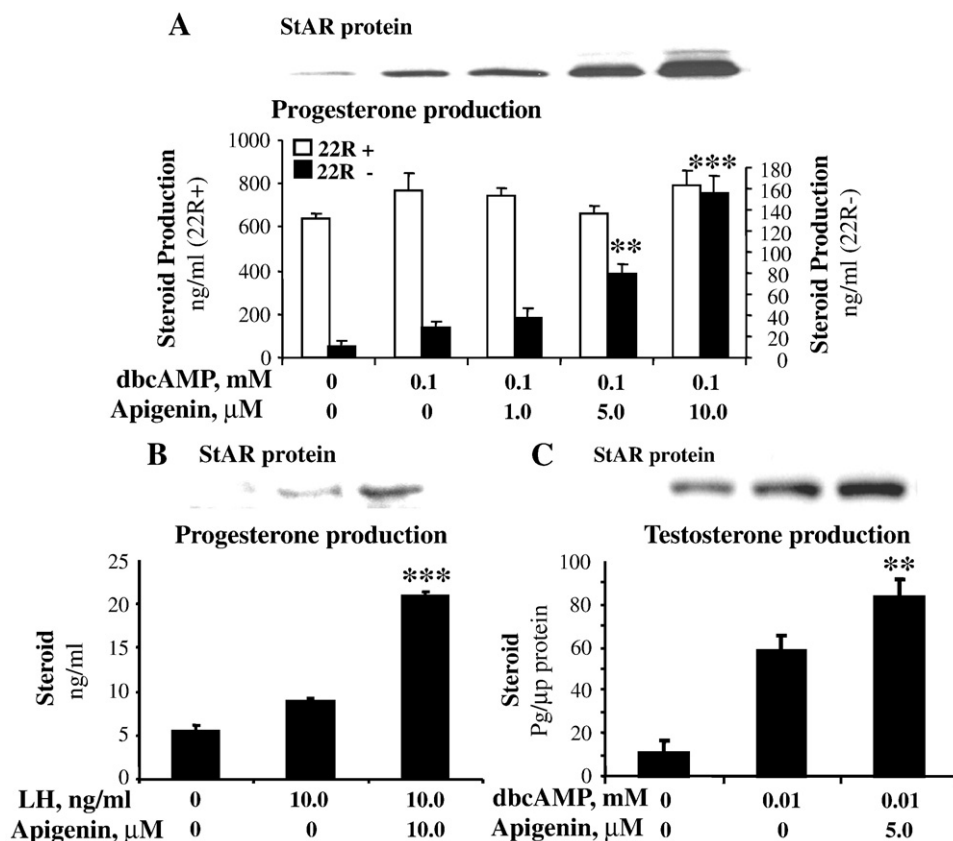 A
StAR protein
Progesterone production
22R +
22R -
Steroid Production
ng/ml (22R+)
1000
800
600
400
200
0
***
**
180
160
140
120
100
80
60
40
20
0
Steroid Production
ng/ml (22R-)
dbcAMP, mM 0 0.1 0.1 0.1 0.1
Apigenin, μM 0 0 1.0 5.0 10.0
B
StAR protein
Progesterone production
***
Steroid
ng/ml
25
20
15
10
5
0
LH, ng/ml 0 10.0 10.0
Apigenin, μM 0 0 10.0
C
StAR protein
Testosterone production
**
Steroid
Pg/μp protein
100
80
60
40
20
0
dbcAMP, mM 0 0.01 0.01
Apigenin, μM 0 0 5.0